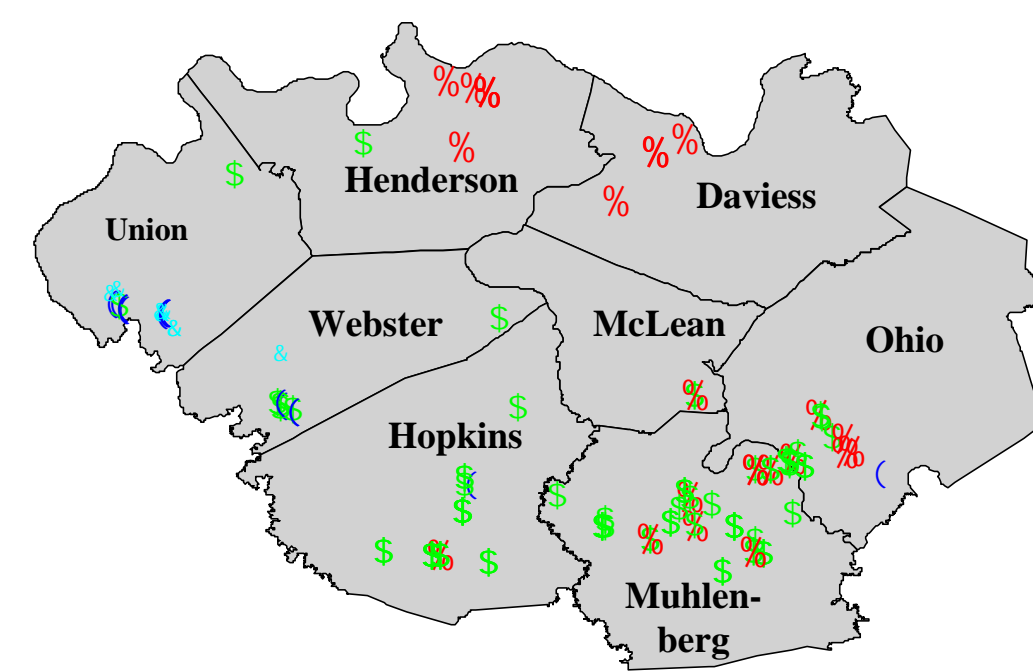 Henderson
Daviess
Union
Webster
McLean
Ohio
Hopkins
Muhlen-
berg